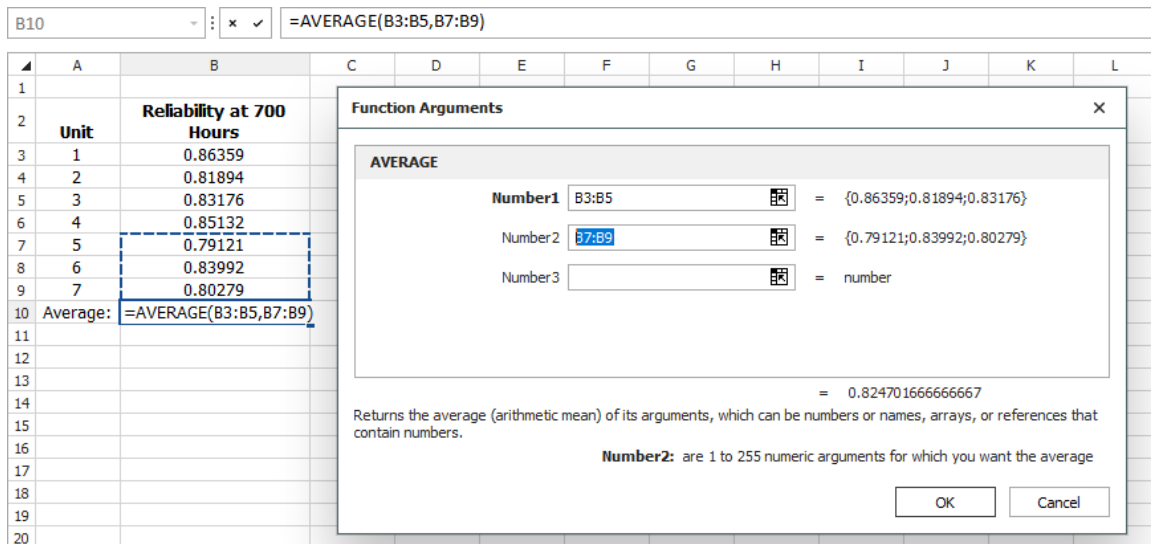 B10
=AVERAGE(B3:B5,B7:B9)
A B C D E F G H I J K L
1
2 Unit Reliability at 700 Hours
3 1 0.86359
4 2 0.81894
5 3 0.83176
6 4 0.85132
7 5 0.79121
8 6 0.83992
9 7 0.80279
10 Average: =AVERAGE(B3:B5,B7:B9)
11
12
13
14
15
16
17
18
19
20
Function Arguments
AVERAGE
Number1 B3:B5 = {0.86359;0.81894;0.83176}
Number2 B7:B9 = {0.79121;0.83992;0.80279}
Number3 = number
= 0.824701666666667
Returns the average (arithmetic mean) of its arguments, which can be numbers or names, arrays, or references that
contain numbers.
Number2: are 1 to 255 numeric arguments for which you want the average
OK Cancel